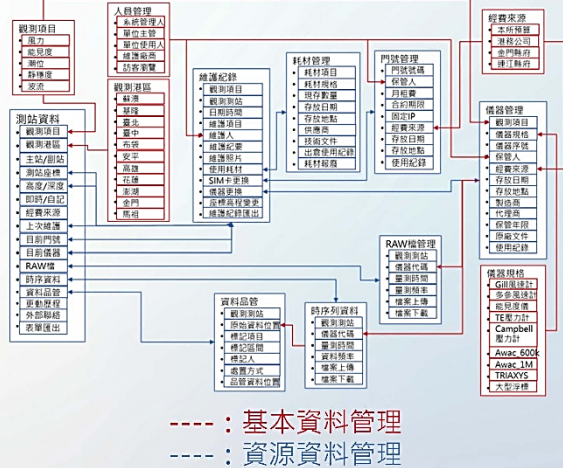 觀測項目
風力
能見度
潮位
靜穩度
波流
人員管理
系統管理人
單位主管
單位使用人
維護廠商
訪客瀏覽
經費來源
本所預算
港務公司
金門縣府
連江縣府
觀測港區
蘇澳
基隆
臺北
臺中
布袋
安平
高雄
花蓮
澎湖
金門
馬祖
維護紀錄
觀測項目
觀測測站
日期時間
維護項目
維護人
維護紀要
維護照片
使用耗材
SIM卡更換
儀器更換
座標高程變更
維護紀錄匯出
耗材管理
耗材項目
耗材規格
現存數量
存放日期
存放地點
供應商
技術文件
出倉使用紀錄
耗材報廢
門號管理
門號號碼
保管人
月租費
合約期限
固定IP
經費來源
存放日期
存放地點
使用紀錄
儀器管理
觀測項目
儀器規格
儀器序號
保管人
經費來源
存放日期
存放地點
製造商
代理商
保管年限
原廠文件
使用紀錄
測站資料
觀測項目
觀測港區
主站/副站
測站座標
高度/深度
即時/自記
經費來源
上次維護
目前門號
目前儀器
RAW檔
時序資料
資料品管
更動歷程
外部聯絡
表單匯出
RAW檔管理
觀測測站
儀器代碼
量測時間
量測頻率
檔案上傳
檔案下載
儀器規格
Gill風速計
多參風速計
能見度儀
TE壓力計
Campbell
壓力計
Awac_600k
Awac_1M
TRIAXYS
大型浮標
資料品管
觀測測站
原始資料位置
標記項目
標記區間
標記人
處置方式
品管資料位置
時序列資料
觀測測站
儀器代碼
量測時間
資料頻率
檔案上傳
檔案下載
----：基本資料管理
----：資源資料管理